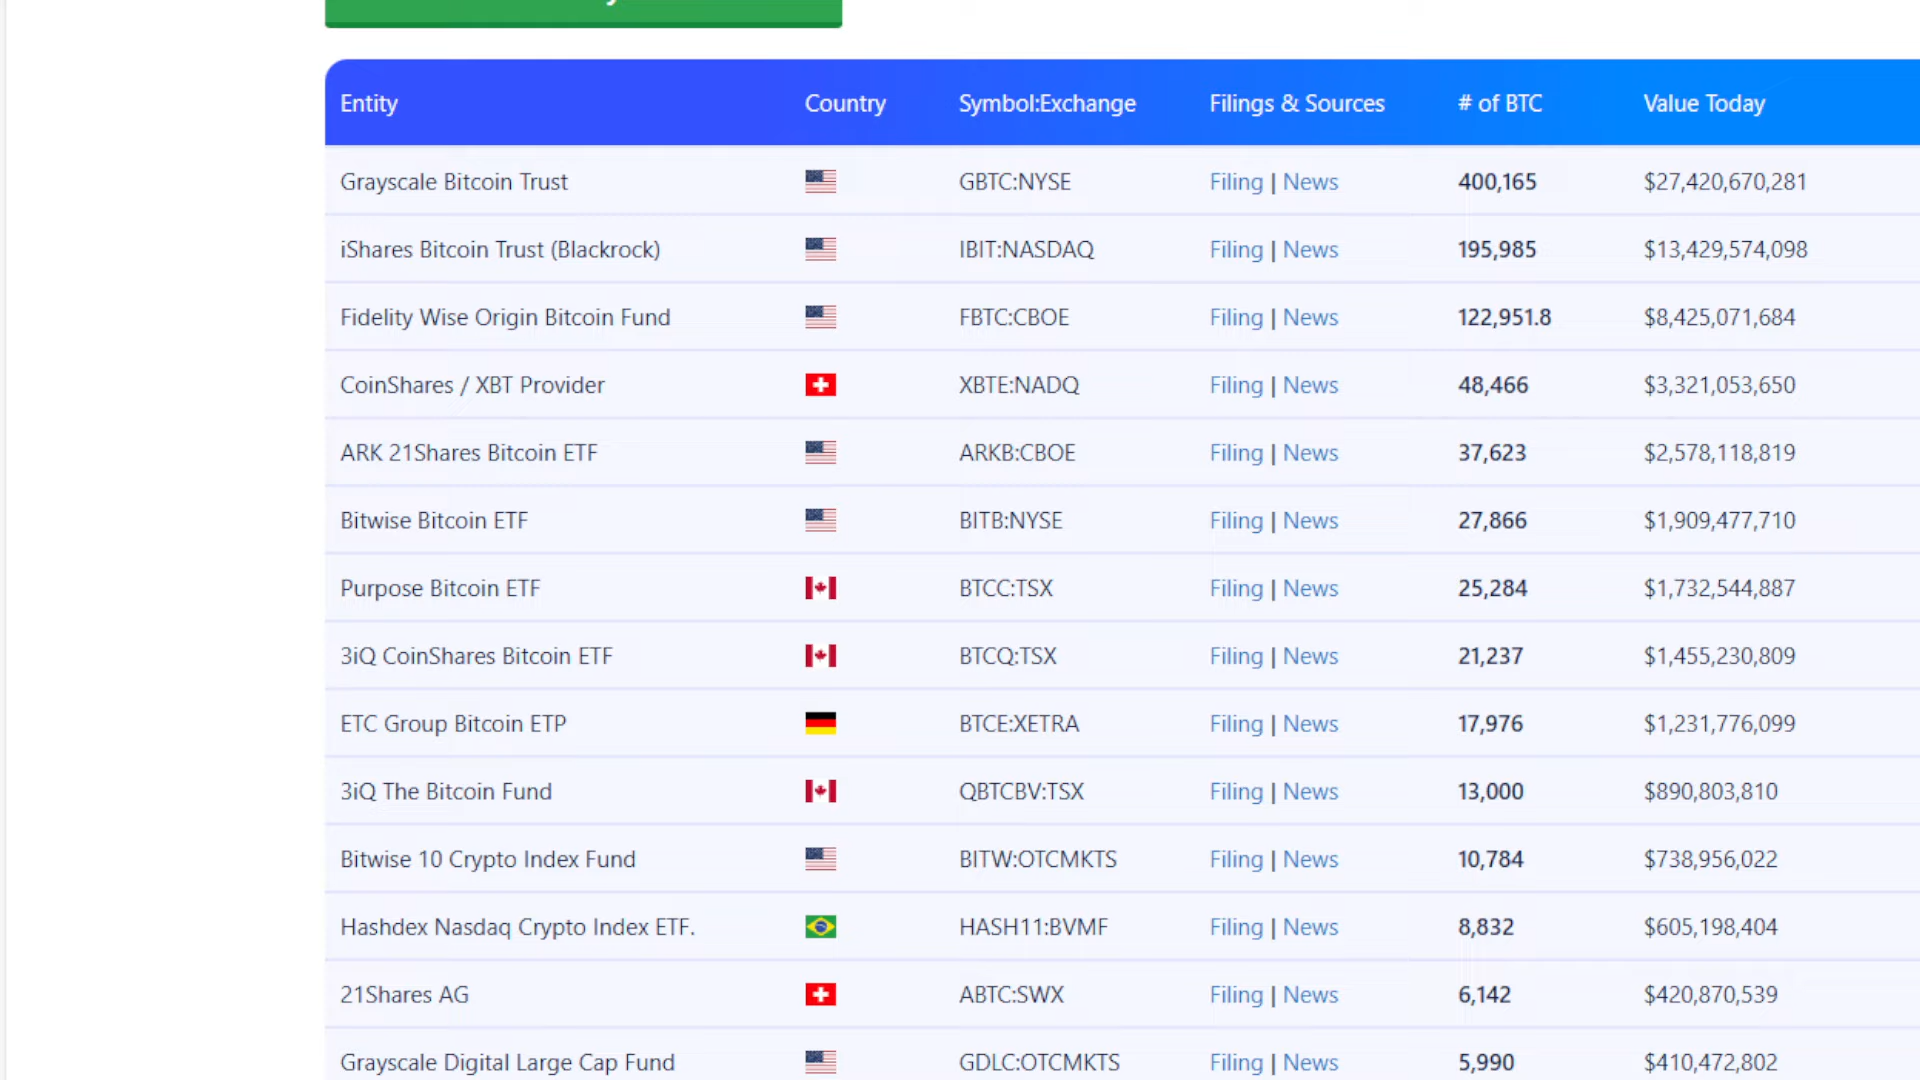 Entity Country Symbol:Exchange Filings & Sources # of BTC Value Today
Grayscale Bitcoin Trust GBTC:NYSE Filing | News 400,165 $27,420,670,281
iShares Bitcoin Trust (Blackrock) IBIT:NASDAQ Filing | News 195,985 $13,429,574,098
Fidelity Wise Origin Bitcoin Fund FBTC:CBOE Filing | News 122,951.8 $8,425,071,684
CoinShares / XBT Provider XBTE:NADQ Filing | News 48,466 $3,321,053,650
ARK 21Shares Bitcoin ETF ARKB:CBOE Filing | News 37,623 $2,578,118,819
Bitwise Bitcoin ETF BITB:NYSE Filing | News 27,866 $1,909,477,710
Purpose Bitcoin ETF BTCC:TSX Filing | News 25,284 $1,732,544,887
3iQ CoinShares Bitcoin ETF BTCQ:TSX Filing | News 21,237 $1,455,230,809
ETC Group Bitcoin ETP BTCE:XETRA Filing | News 17,976 $1,231,776,099
3iQ The Bitcoin Fund QBTCBV:TSX Filing | News 13,000 $890,803,810
Bitwise 10 Crypto Index Fund BITW:OTCMKTS Filing | News 10,784 $738,956,022
Hashdex Nasdaq Crypto Index ETF. HASH11:BVMF Filing | News 8,832 $605,198,404
21Shares AG ABTC:SWX Filing | News 6,142 $420,870,539
Grayscale Digital Large Cap Fund GDLC:OTCMKTS Filing | News 5,990 $410,472,802